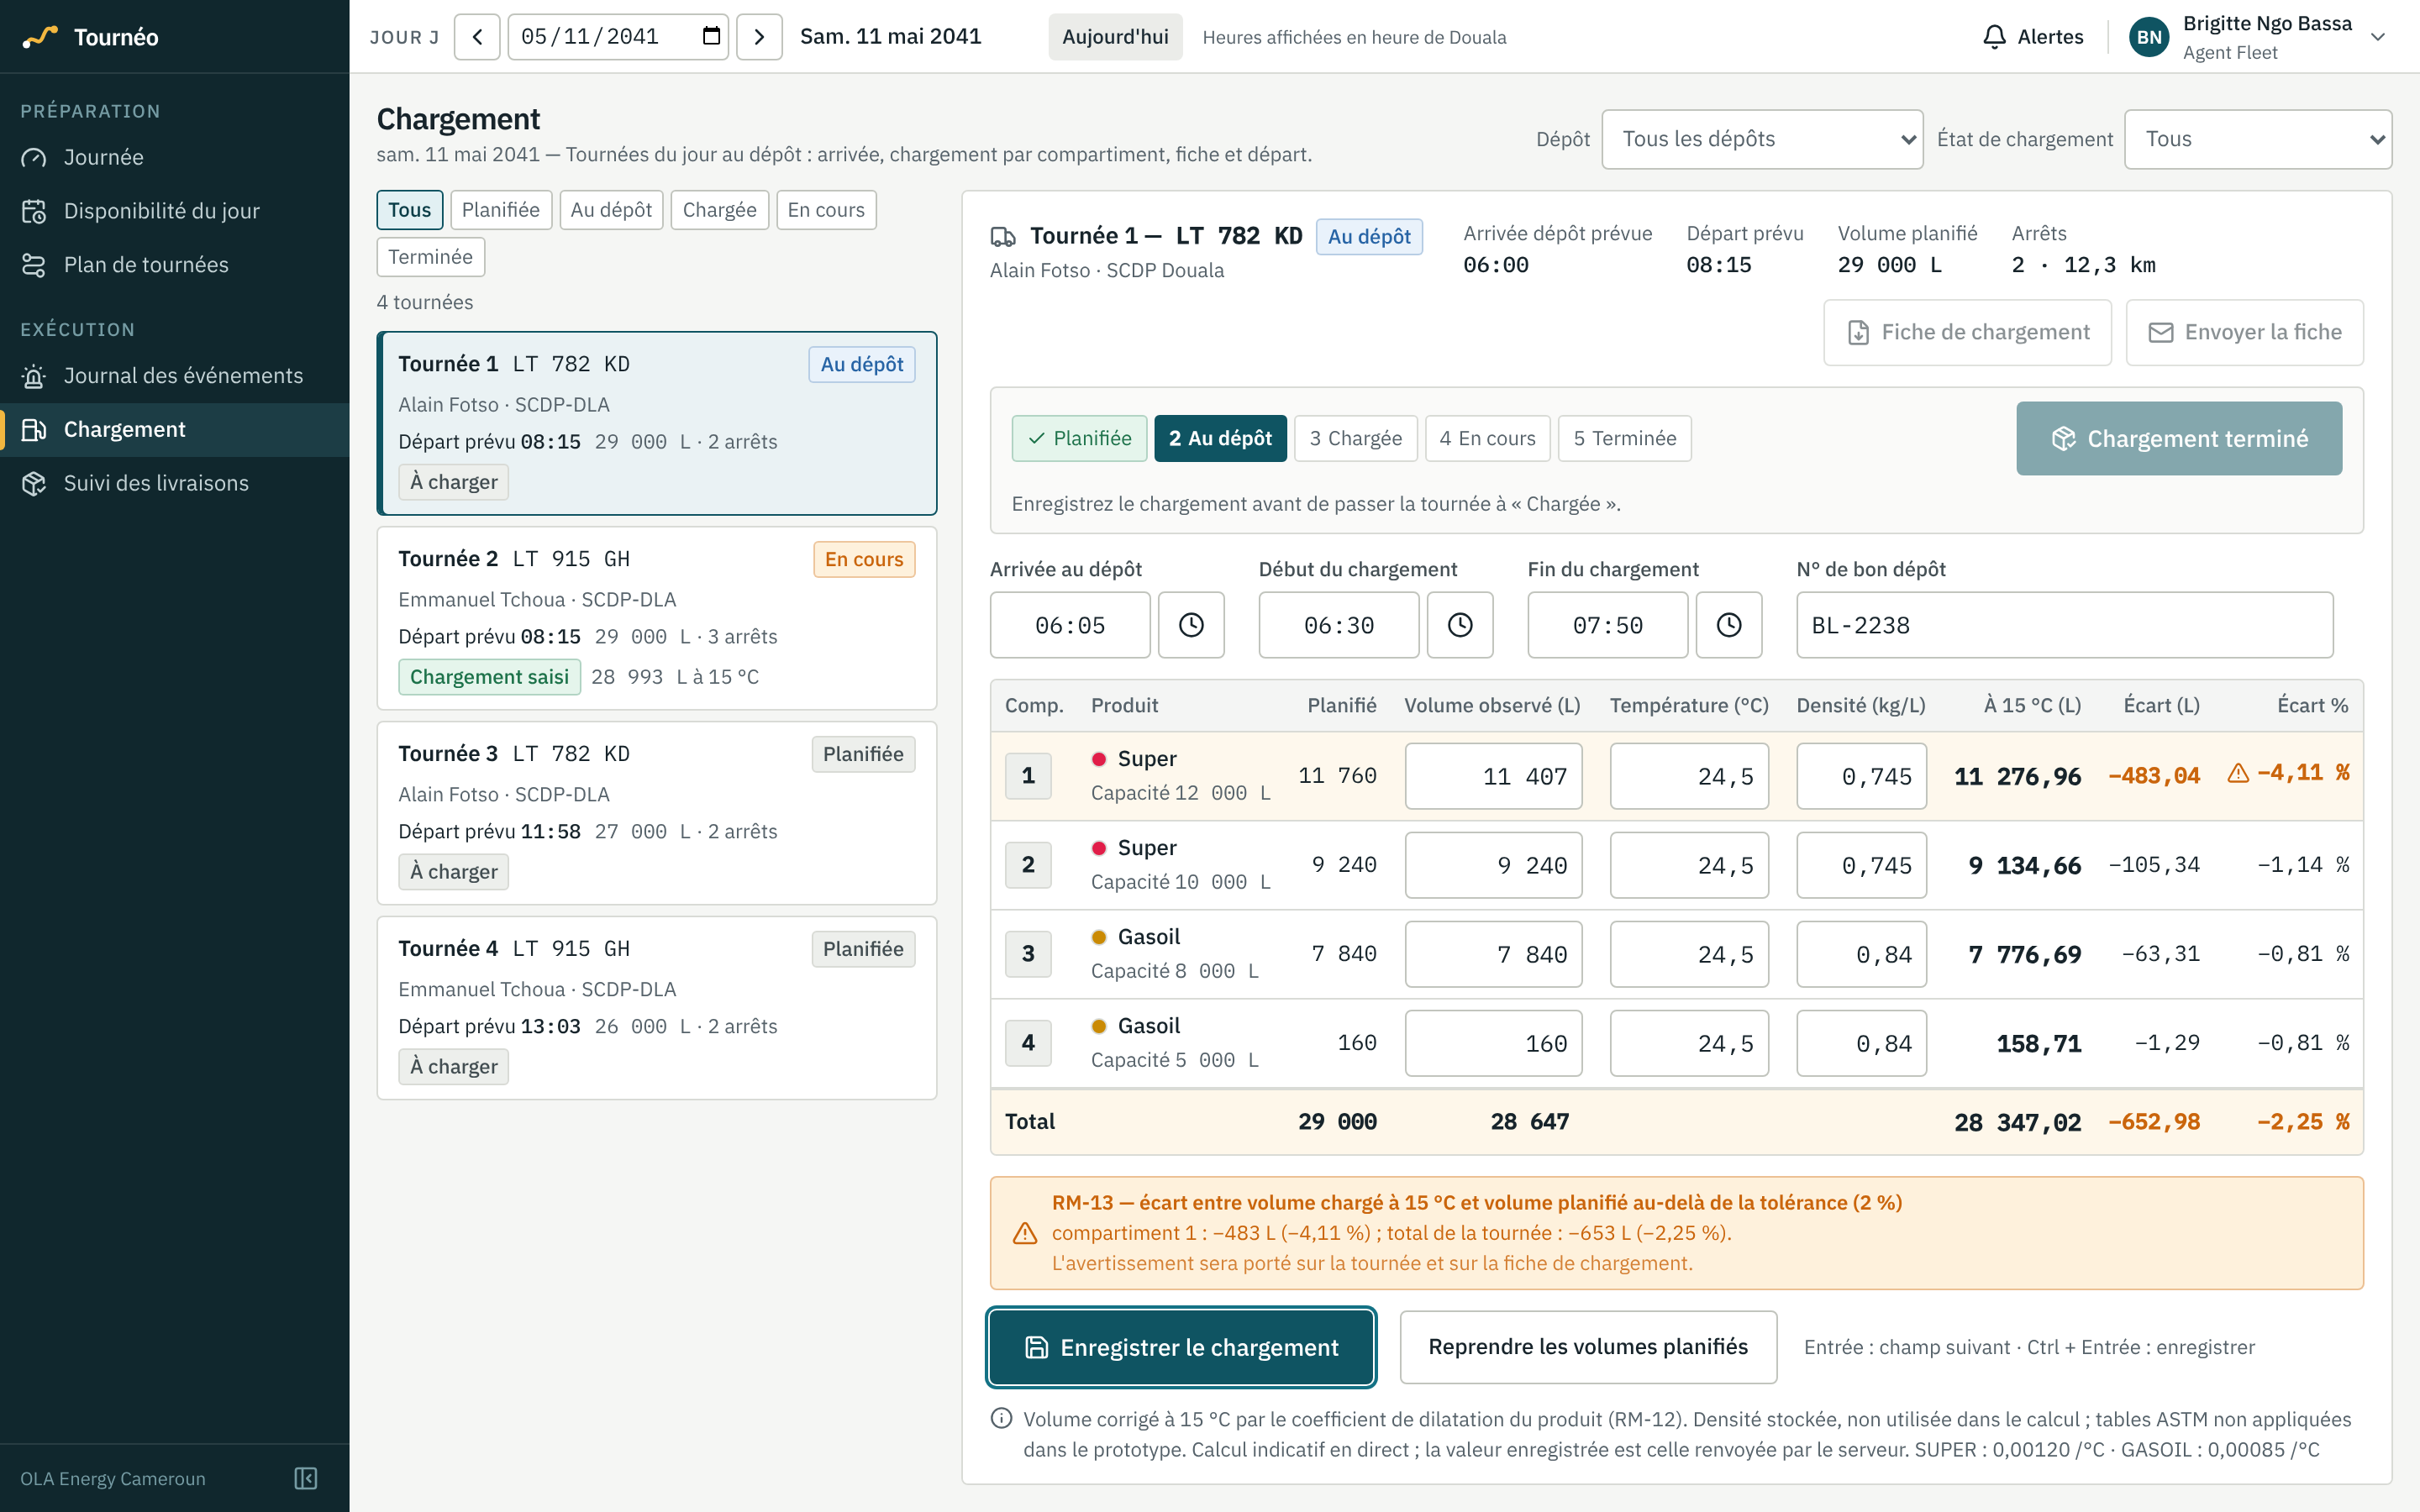 Tournéo
JOUR J
05/11/2041
Sam. 11 mai 2041
Aujourd'hui
Heures affichées en heure de Douala
Alertes
BN
Brigitte Ngo Bassa
Agent Fleet
PRÉPARATION
Journée
Disponibilité du jour
Plan de tournées
EXÉCUTION
Journal des événements
Chargement
Suivi des livraisons
OLA Energy Cameroun
Chargement
sam. 11 mai 2041 — Tournées du jour au dépôt : arrivée, chargement par compartiment, fiche et départ.
Dépôt
Tous les dépôts
État de chargement
Tous
Tous
Planifiée
Au dépôt
Chargée
En cours
Terminée
4 tournées
Tournée 1 LT 782 KD
Au dépôt
Alain Fotso · SCDP-DLA
Départ prévu 08:15 29 000 L · 2 arrêts
À charger
Tournée 2 LT 915 GH
En cours
Emmanuel Tchoua · SCDP-DLA
Départ prévu 08:15 29 000 L · 3 arrêts
Chargement saisi 28 993 L à 15 °C
Tournée 3 LT 782 KD
Planifiée
Alain Fotso · SCDP-DLA
Départ prévu 11:58 27 000 L · 2 arrêts
À charger
Tournée 4 LT 915 GH
Planifiée
Emmanuel Tchoua · SCDP-DLA
Départ prévu 13:03 26 000 L · 2 arrêts
À charger
Tournée 1 — LT 782 KD
Au dépôt
Alain Fotso · SCDP Douala
Arrivée dépôt prévue
06:00
Départ prévu
08:15
Volume planifié
29 000 L
Arrêts
2 · 12,3 km
Fiche de chargement
Envoyer la fiche
Planifiée
2 Au dépôt
3 Chargée
4 En cours
5 Terminée
Chargement terminé
Enregistrez le chargement avant de passer la tournée à « Chargée ».
Arrivée au dépôt
06:05
Début du chargement
06:30
Fin du chargement
07:50
N° de bon dépôt
BL-2238
Comp. Produit Planifié Volume observé (L) Température (°C) Densité (kg/L) À 15 °C (L) Écart (L) Écart %
1 Super 11 760 11 407 24,5 0,745 11 276,96 −483,04 −4,11 %
Capacité 12 000 L
2 Super 9 240 9 240 24,5 0,745 9 134,66 −105,34 −1,14 %
Capacité 10 000 L
3 Gasoil 7 840 7 840 24,5 0,84 7 776,69 −63,31 −0,81 %
Capacité 8 000 L
4 Gasoil 160 160 24,5 0,84 158,71 −1,29 −0,81 %
Capacité 5 000 L
Total 29 000 28 647 28 347,02 −652,98 −2,25 %
RM-13 — écart entre volume chargé à 15 °C et volume planifié au-delà de la tolérance (2 %)
compartiment 1 : −483 L (−4,11 %) ; total de la tournée : −653 L (−2,25 %).
L'avertissement sera porté sur la tournée et sur la fiche de chargement.
Enregistrer le chargement
Reprendre les volumes planifiés
Entrée : champ suivant · Ctrl + Entrée : enregistrer
Volume corrigé à 15 °C par le coefficient de dilatation du produit (RM-12). Densité stockée, non utilisée dans le calcul ; tables ASTM non appliquées
dans le prototype. Calcul indicatif en direct ; la valeur enregistrée est celle renvoyée par le serveur. SUPER : 0,00120 /°C · GASOIL : 0,00085 /°C